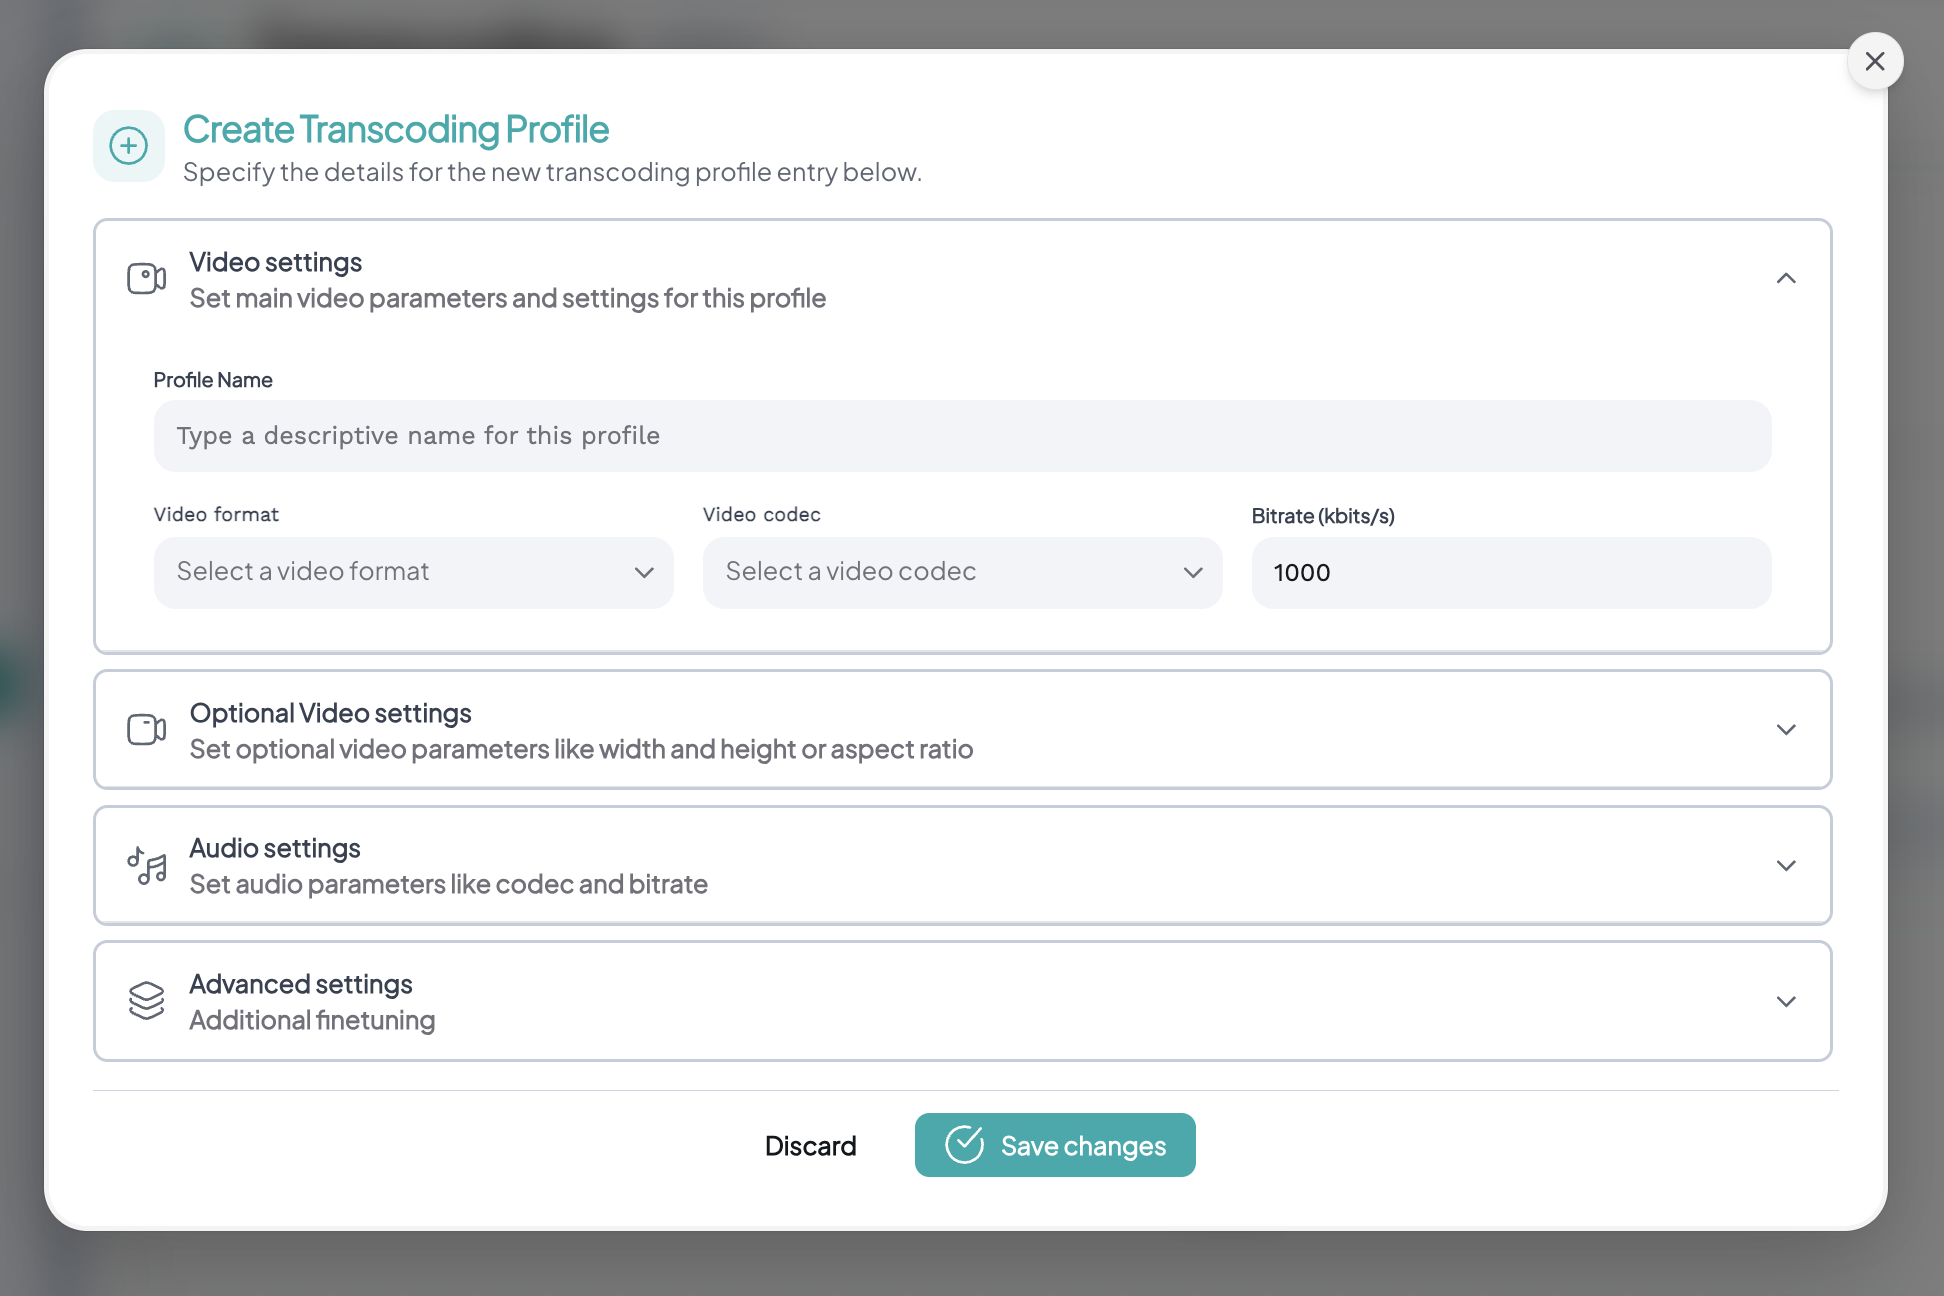 Create Transcoding Profile
Specify the details for the new transcoding profile entry below.
Video settings
Set main video parameters and settings for this profile
Profile Name
Type a descriptive name for this profile
Video format
Video codec
Bitrate (kbits/s)
Select a video format
Select a video codec
1000
Optional Video settings
Set optional video parameters like width and height or aspect ratio
Audio settings
Set audio parameters like codec and bitrate
Advanced settings
Additional finetuning
Discard
Save changes